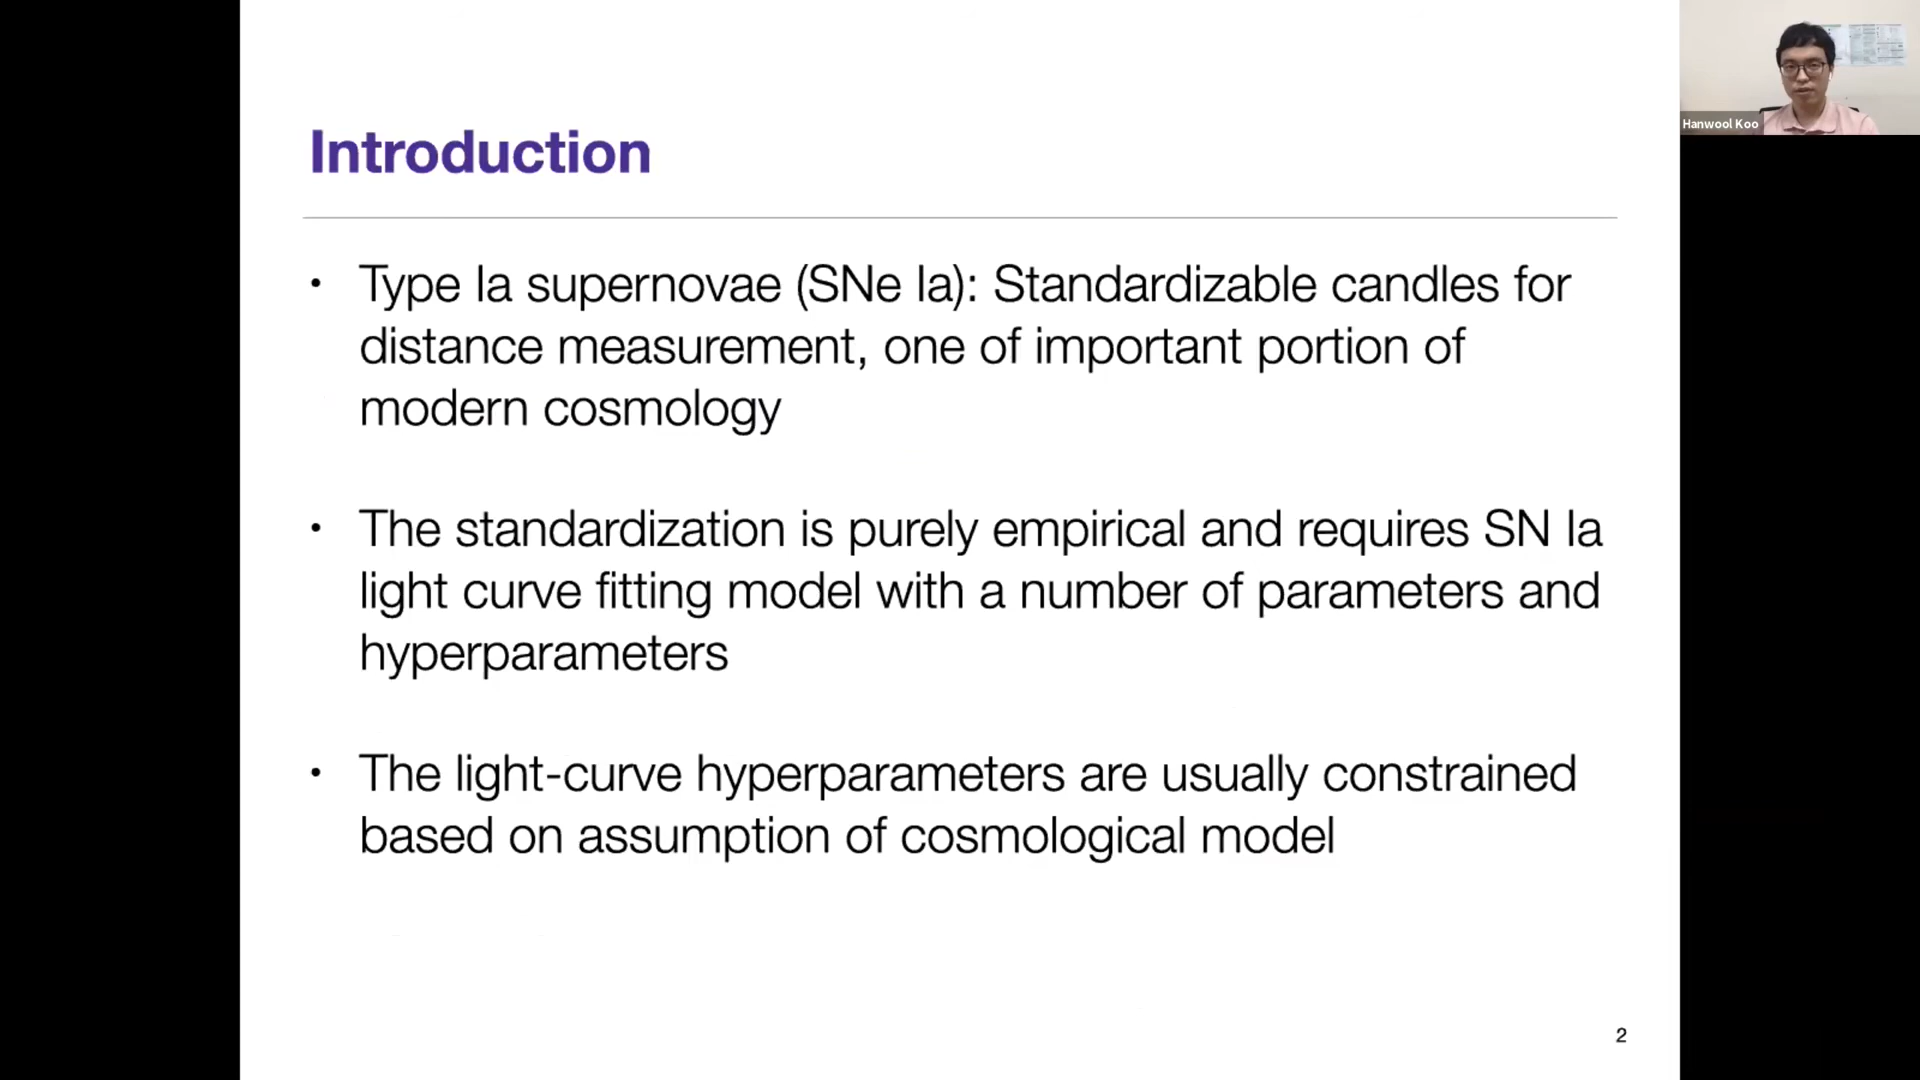 Introduction
• Type Ia supernovae (SNe Ia): Standardizable candles for
distance measurement, one of important portion of
modern cosmology
• The standardization is purely empirical and requires SN Ia
light curve fitting model with a number of parameters and
hyperparameters
• The light-curve hyperparameters are usually constrained
based on assumption of cosmological model
2
Hanwool Koo